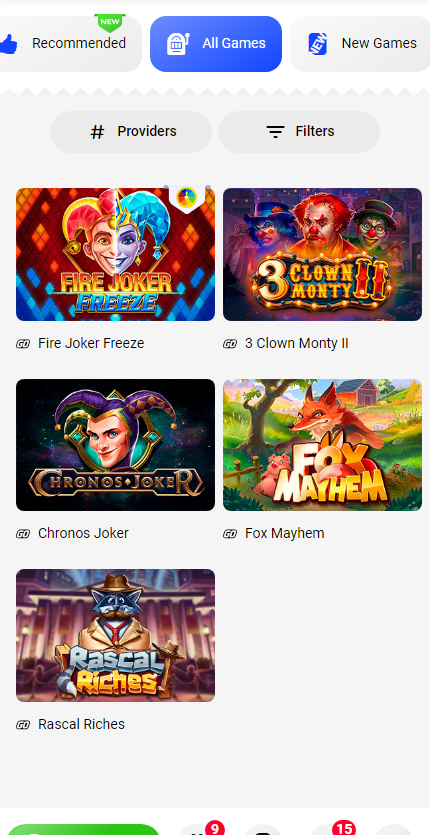 NEW
Recommended
All Games
NEW
New Games
# Providers
Filters
FIRE JOKER
FREEZE
3 CLOWN
MONTY II
Fire Joker Freeze
3 Clown Monty II
CHRONOS JOKER
FOX
MAYHEM
Chronos Joker
Fox Mayhem
Rascal
Riches
Rascal Riches
9
15